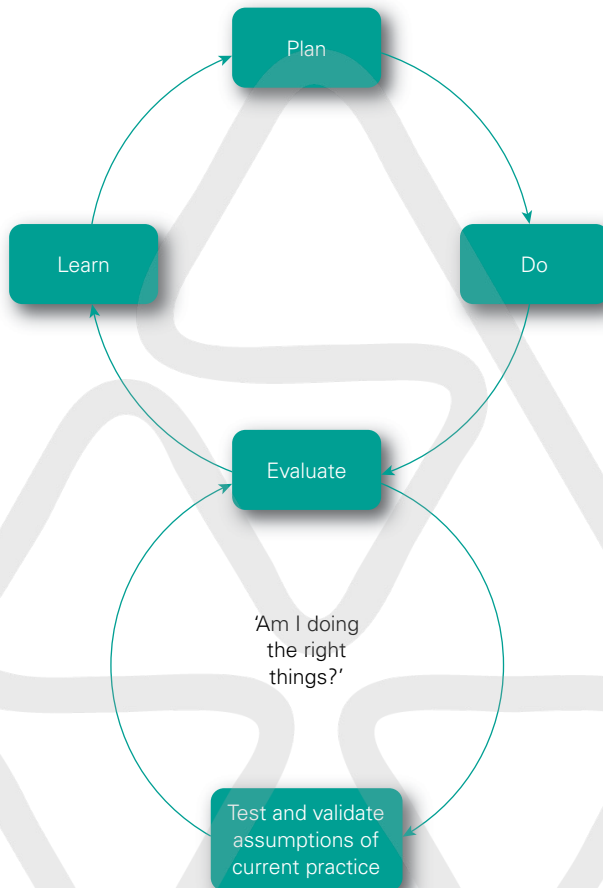 Plan
Learn
Do
Evaluate
‘Am I doing
the right
things?’
Test and validate
assumptions of
current practice